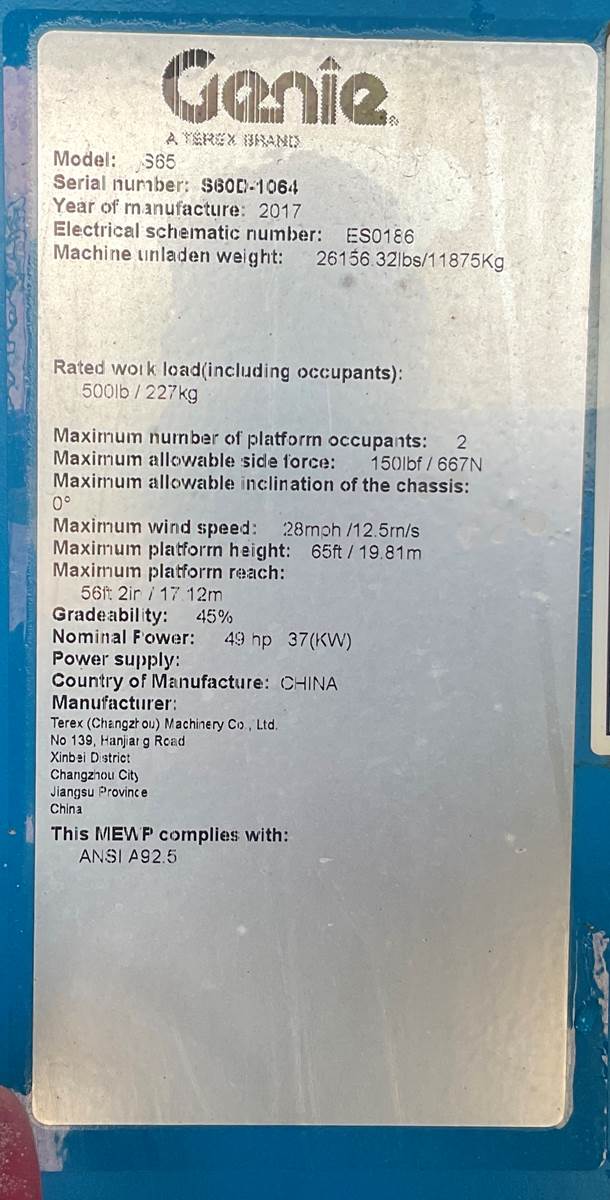 Genie®
A TEREX BRAND
Model: S65
Serial number: S60D-1064
Year of manufacture: 2017
Electrical schematic number: ES0186
Machine unladen weight: 26156.32lbs/11875Kg
Rated work load(including occupants):
500lb / 227kg
Maximum number of platform occupants: 2
Maximum allowable side force: 150lbf / 667N
Maximum allowable inclination of the chassis:
0°
Maximum wind speed: 28mph /12.5m/s
Maximum platform height: 65ft / 19.81m
Maximum platform reach:
56ft 2in / 17.12m
Gradeability: 45%
Nominal Power: 49 hp 37(KW)
Power supply:
Country of Manufacture: CHINA
Manufacturer:
Terex (Changzhou) Machinery Co., Ltd.
No 139, Hanjiang Road
Xinbei District
Changzhou City
Jiangsu Province
China
This MEWP complies with:
ANSI A92.5